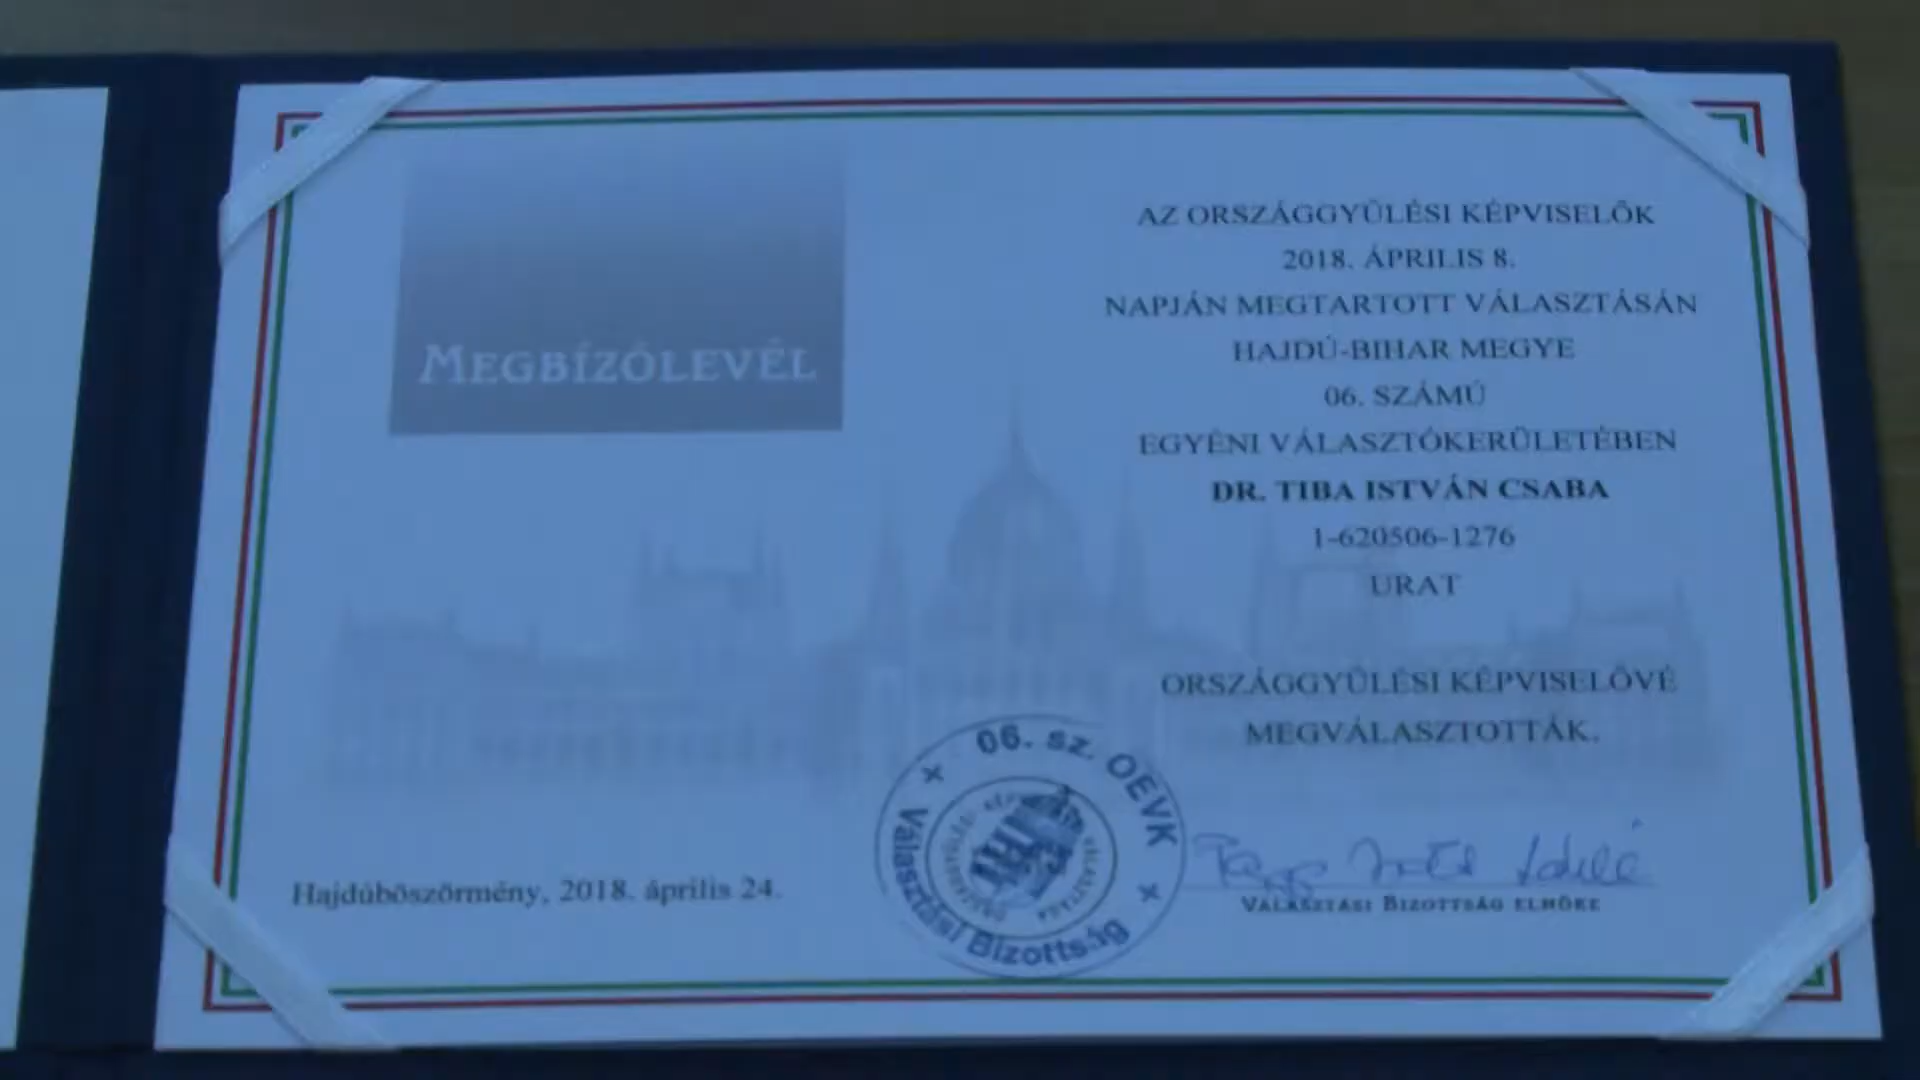 MEGBÍZÓLEVÉL
AZ ORSZÁGGYŰLÉSI KÉPVISELŐK
2018. ÁPRILIS 8.
NAPJÁN MEGTARTOTT VÁLASZTÁSÁN
HAJDÚ-BIHAR MEGYE
06. SZÁMÚ
EGYÉNI VÁLASZTÓKERÜLETÉBEN
DR. TIBA ISTVÁN CSABA
1-620506-1276
URAT
ORSZÁGGYŰLÉSI KÉPVISELŐVÉ
MEGVÁLASZTOTTÁK.
06. sz. OEVK
Választási Bizottság
Hajdúböszörmény, 2018. április 24.
VÁLASZTÁSI BIZOTTSÁG ELNÖKE